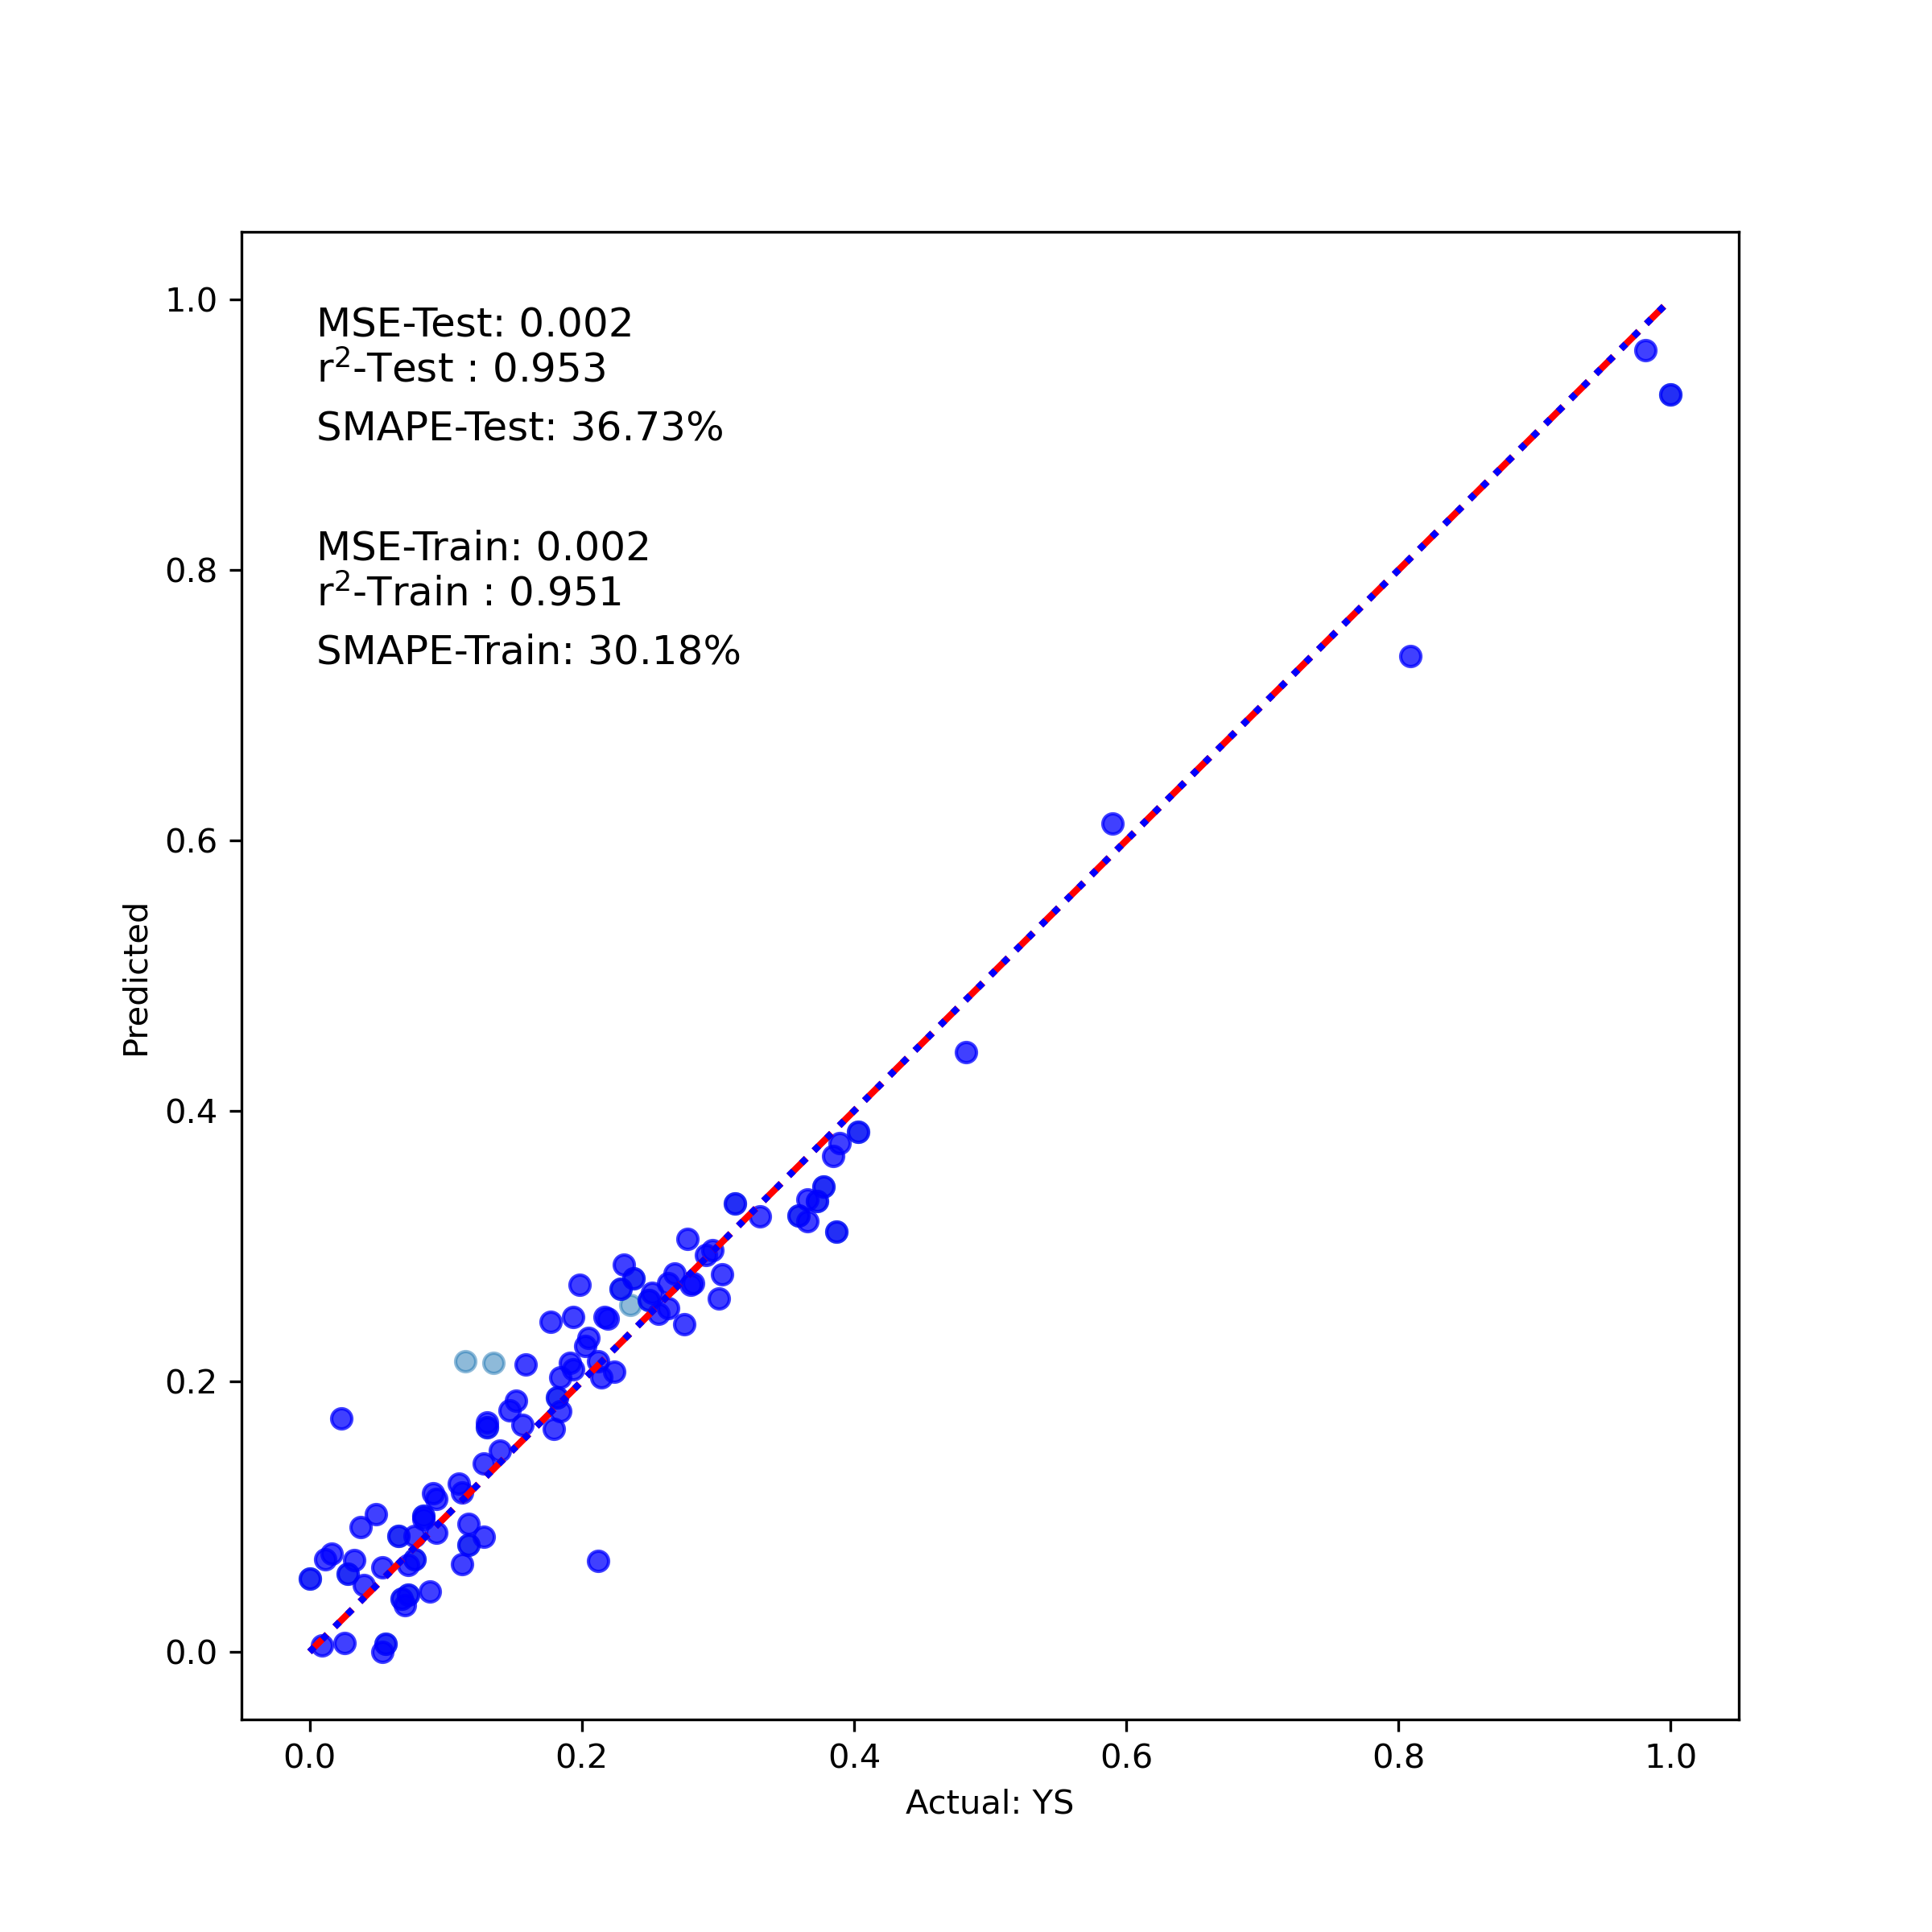 MSE-Test: 0.002
r²-Test : 0.953
SMAPE-Test: 36.73%
MSE-Train: 0.002
r²-Train : 0.951
SMAPE-Train: 30.18%
1.0
0.8
0.6
0.4
0.2
0.0
Predicted
0.0 0.2 0.4 0.6 0.8 1.0
Actual: YS